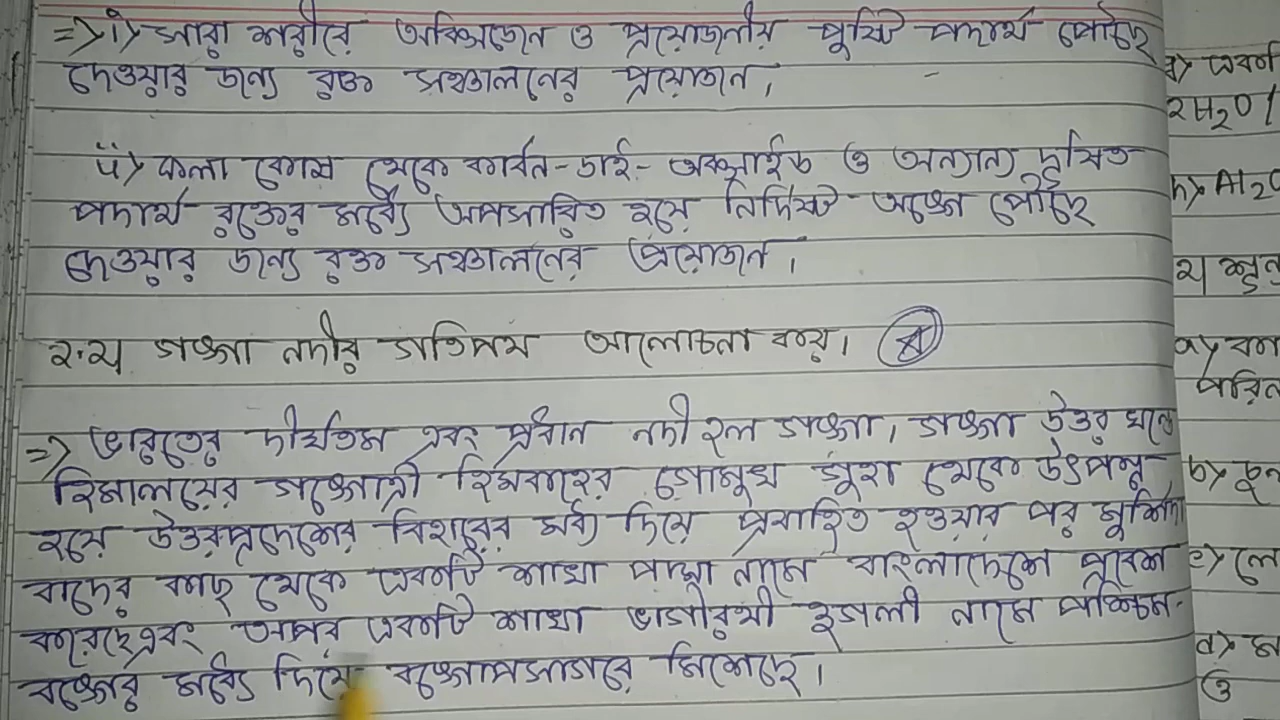 => i> সারা শরীরে অক্সিজেন ও প্রয়োজনীয় পুষ্টি পদার্থ পৌঁছে
দেওয়ার জন্য রক্ত সঞ্চালনের প্রয়োজন।
ii> কলা কোষ থেকে কার্বন-ডাই-অক্সাইড ও অন্যান্য দূষিত
পদার্থ রক্তের মধ্যে অপসারিত হয়ে নির্দিষ্ট অঙ্গে পৌঁছে
দেওয়ার জন্য রক্ত সঞ্চালনের প্রয়োজন।
২.২> গঙ্গা নদীর গতিপথ আলোচনা কর।
=> ভারতের দীর্ঘতম এবং প্রধান নদী হল গঙ্গা। গঙ্গা উত্তরাখণ্ডে
হিমালয়ের গঙ্গোত্রী হিমবাহের গোমুখ গুহা থেকে উৎপন্ন
হয়ে উত্তরপ্রদেশের বিহারের মধ্য দিয়ে প্রবাহিত হওয়ার পর মুর্শিদা
বাদের কাছ থেকে একটি শাখা পদ্মা নামে বাংলাদেশে প্রবেশ
করেছে এবং অপর একটি শাখা ভাগীরথী হুগলী নামে পশ্চিম-
বঙ্গের মধ্যে দিয়ে বঙ্গোপসাগরে মিশেছে।
2H₂O
b> Al₂O
a> কা
b>
c> লে
d>
ও